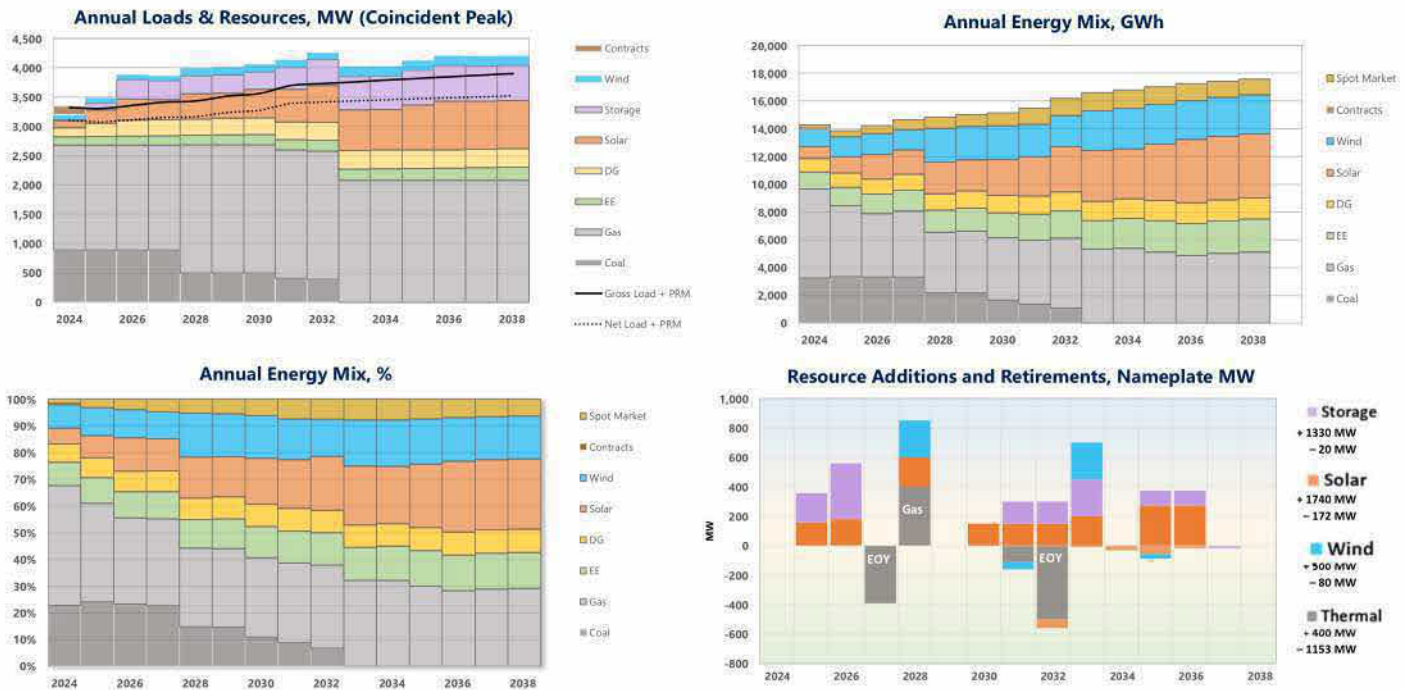 Annual Loads & Resources, MW (Coincident Peak)
4,500
4,000
3,500
3,000
2,500
2,000
1,500
1,000
500
0
2024 2026 2028 2030 2032 2034 2036 2038
Contracts
Wind
Storage
Solar
DG
EE
Gas
Coal
Gross Load + PRM
Net Load + PRM
Annual Energy Mix, GWh
20,000
18,000
16,000
14,000
12,000
10,000
8,000
6,000
4,000
2,000
0
2024 2026 2028 2030 2032 2034 2036 2038
Spot Market
Contracts
Wind
Solar
DG
EE
Gas
Coal
Annual Energy Mix, %
100%
90%
80%
70%
60%
50%
40%
30%
20%
10%
0%
2024 2026 2028 2030 2032 2034 2036 2038
Spot Market
Contracts
Wind
Solar
DG
EE
Gas
Coal
Resource Additions and Retirements, Nameplate MW
MW
1,000
800
600
400
200
0
-200
-400
-600
-800
EOY
Gas
EOY
2024 2026 2028 2030 2032 2034 2036 2038
Storage
+ 1330 MW
– 20 MW
Solar
+ 1740 MW
– 172 MW
Wind
+ 500 MW
– 80 MW
Thermal
+ 400 MW
– 1153 MW